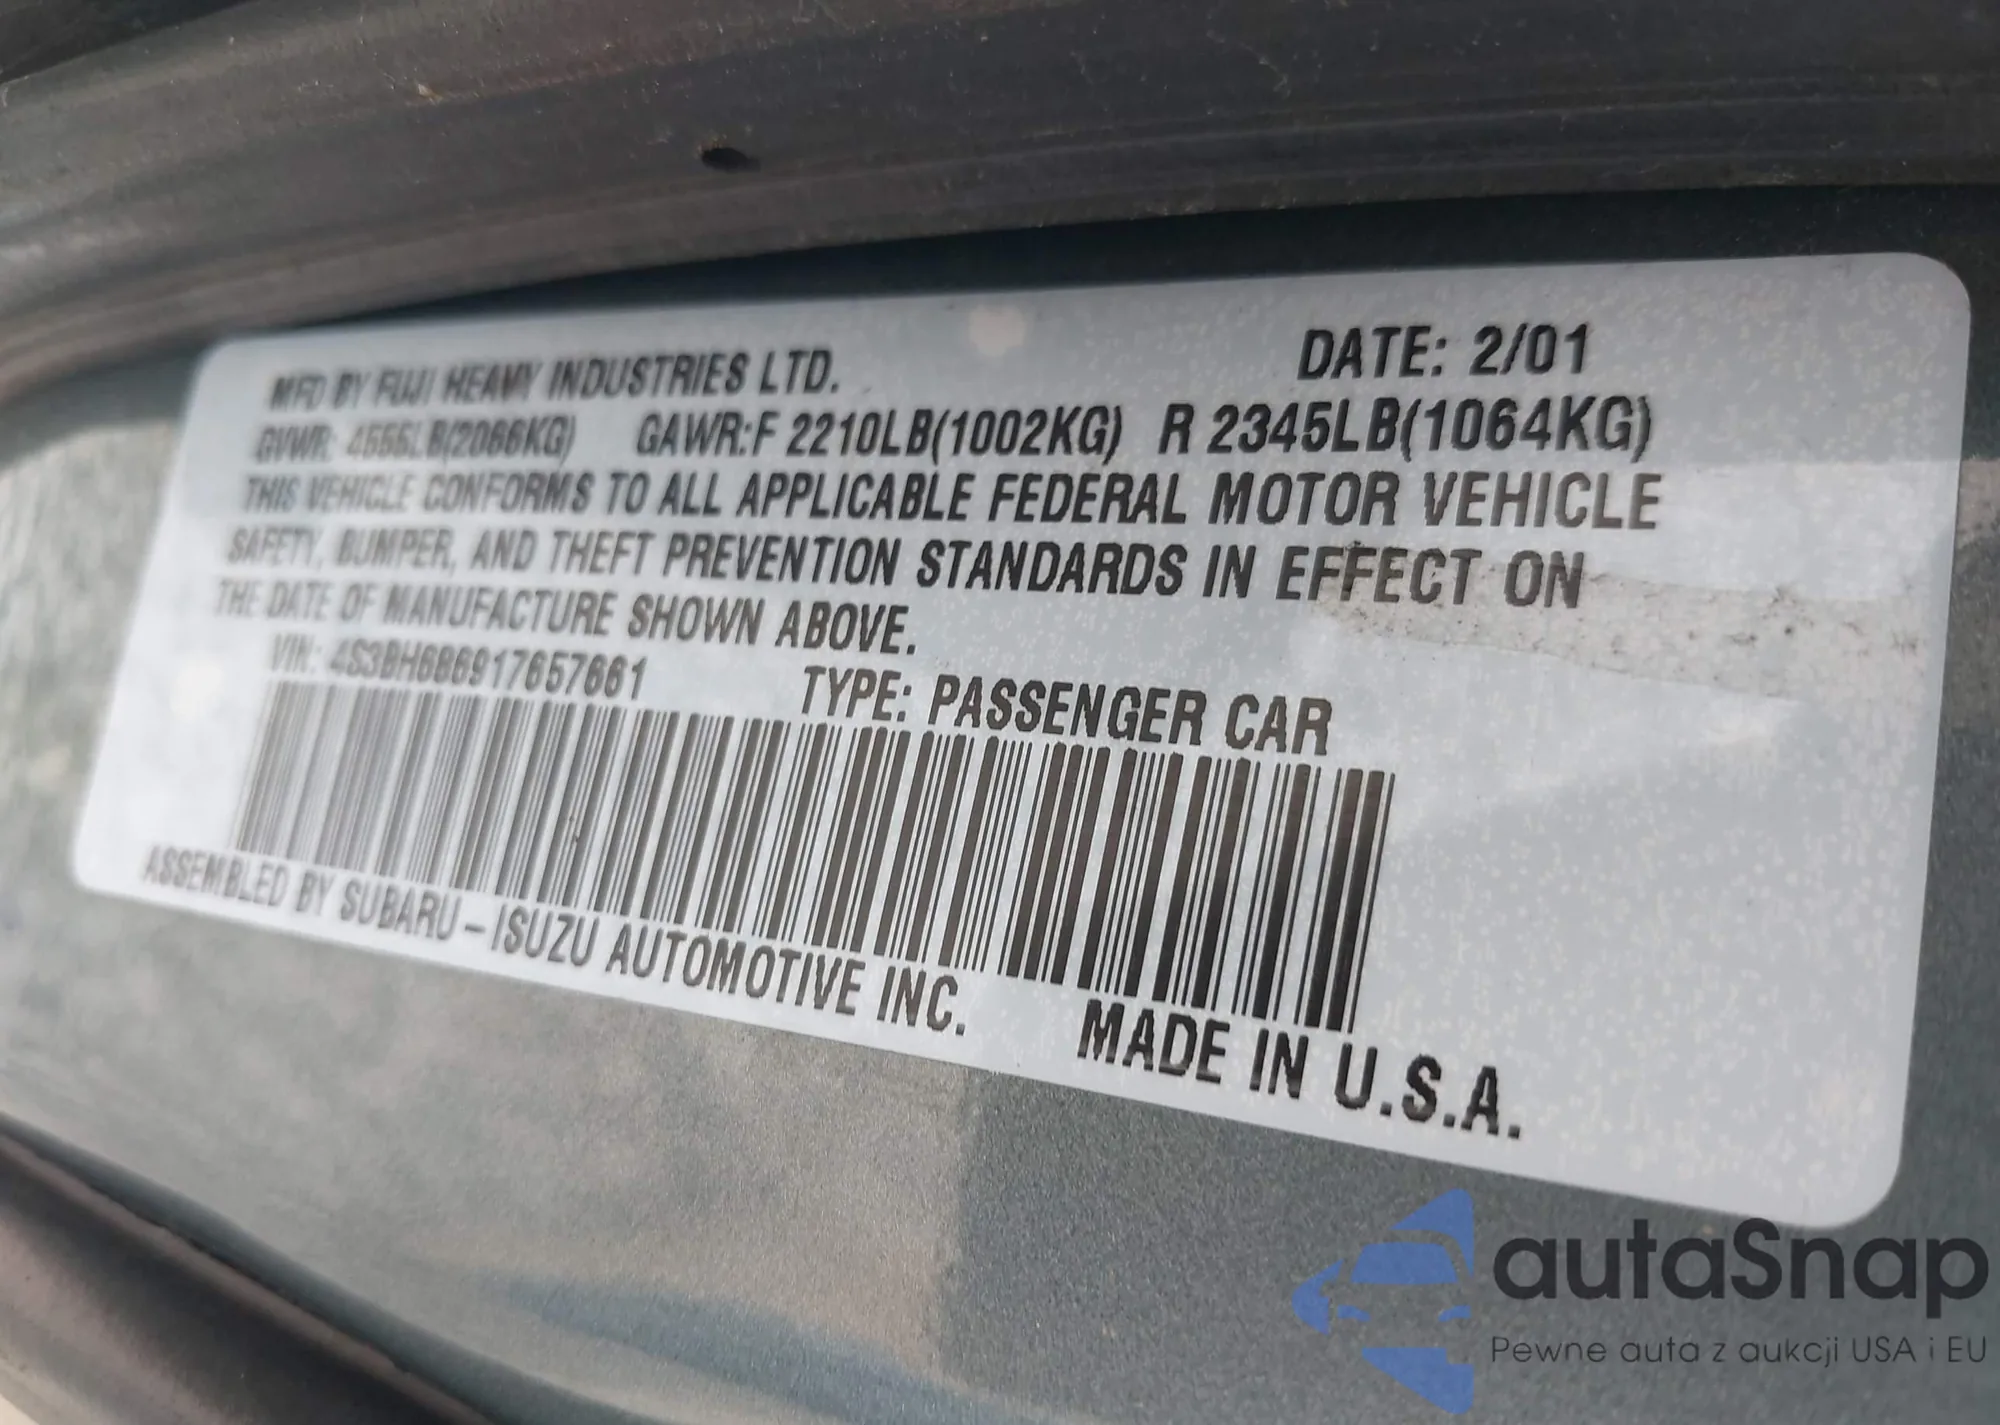 MFD BY FUJI HEAVY INDUSTRIES LTD. DATE: 2/01
GVWR: 4555LB(2066KG) GAWR:F 2210LB(1002KG) R 2345LB(1064KG)
THIS VEHICLE CONFORMS TO ALL APPLICABLE FEDERAL MOTOR VEHICLE
SAFETY, BUMPER, AND THEFT PREVENTION STANDARDS IN EFFECT ON
THE DATE OF MANUFACTURE SHOWN ABOVE.
VIN: 4S3BH686917657661 TYPE: PASSENGER CAR
ASSEMBLED BY SUBARU-ISUZU AUTOMOTIVE INC. MADE IN U.S.A.
autaSnap
Pewne auta z aukcji USA i EU